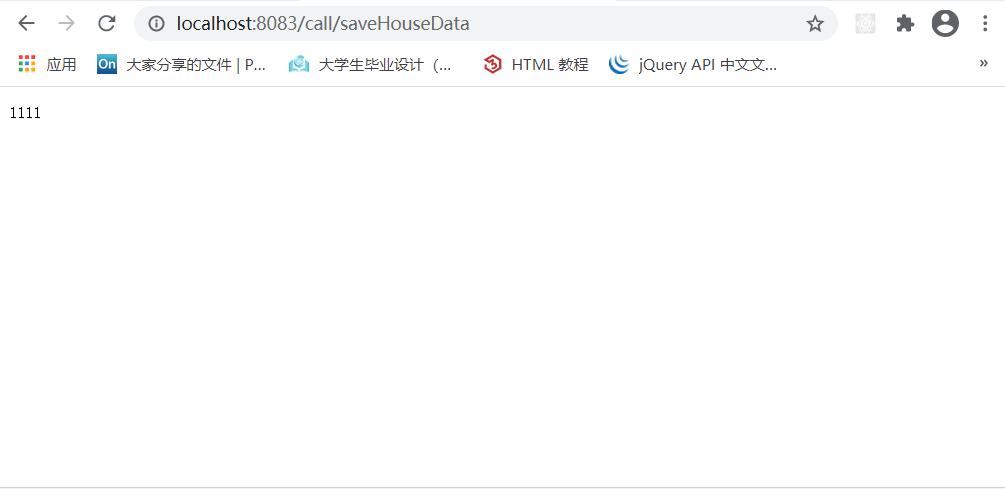 localhost:8083/call/saveHouseData
应用 On 大家分享的文件 | P... 大学生毕业设计（... HTML 教程 jQuery API 中文文... »
1111